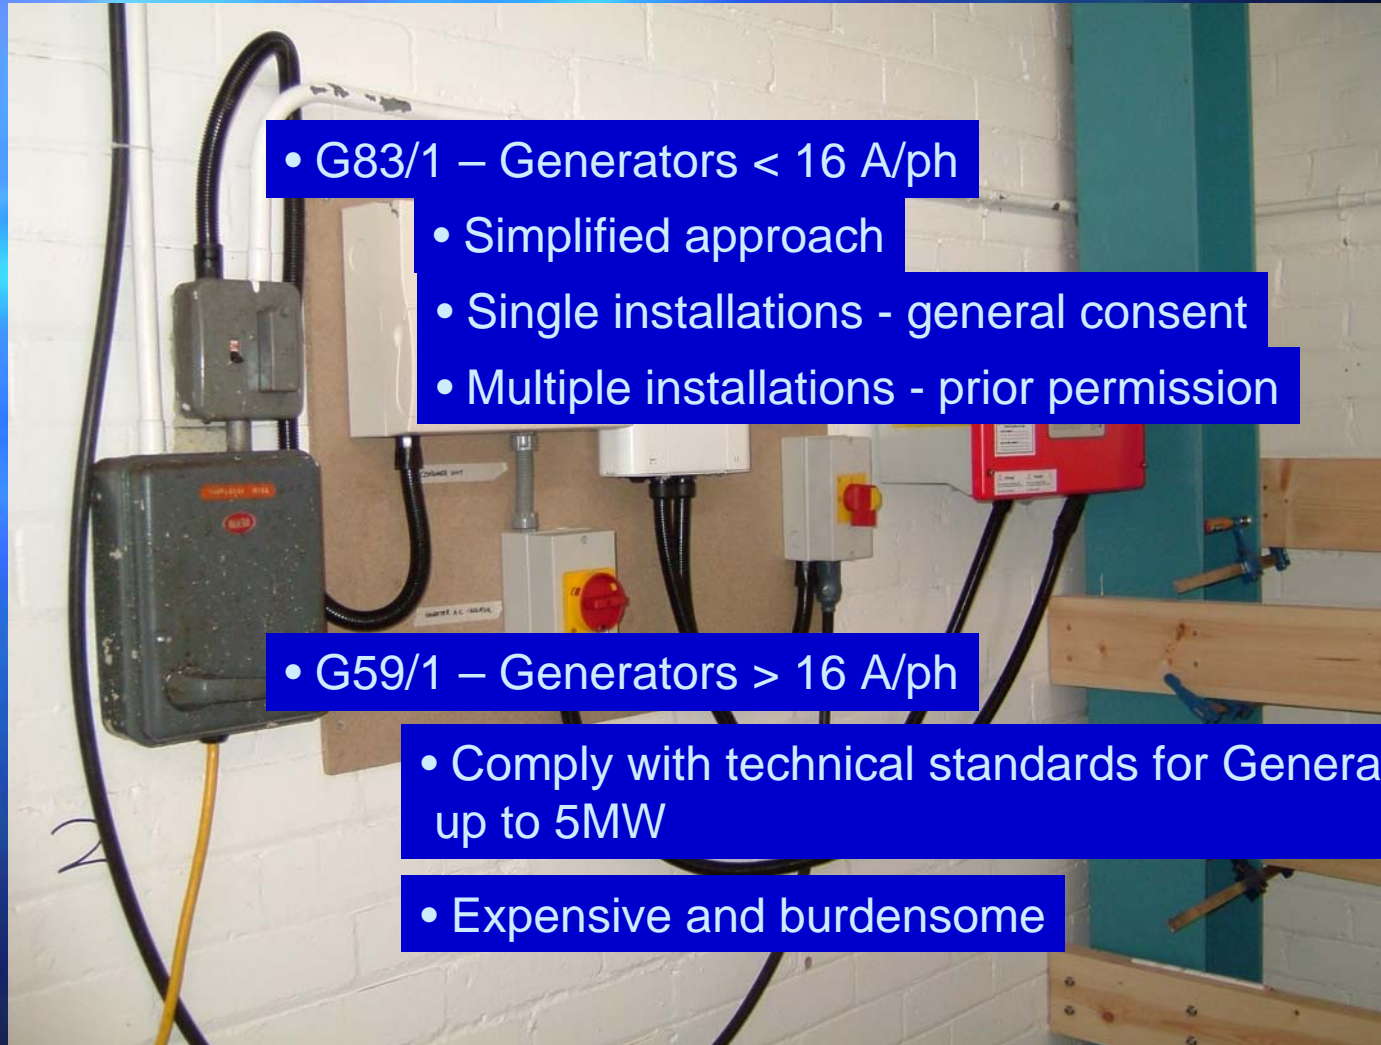 • G83/1 – Generators < 16 A/ph
• Simplified approach
• Single installations - general consent
• Multiple installations - prior permission
• G59/1 – Generators > 16 A/ph
• Comply with technical standards for Genera
up to 5MW
• Expensive and burdensome